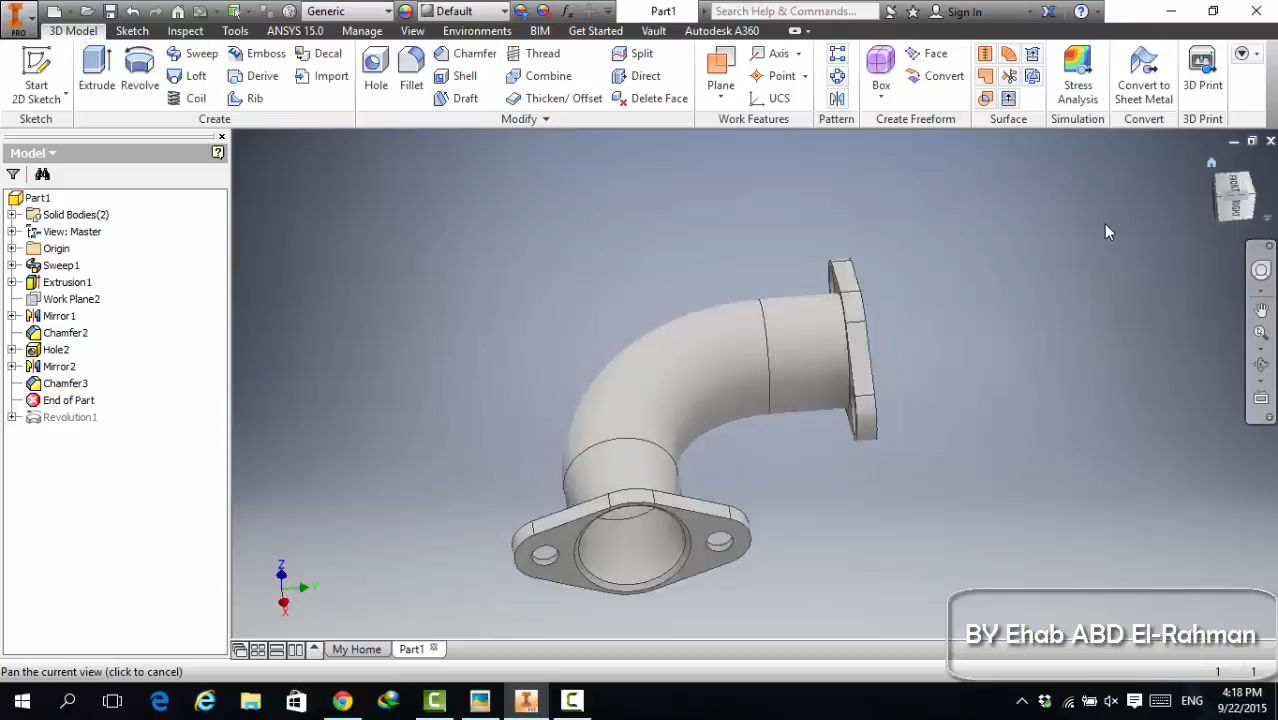 Generic
Default
Part1
Search Help & Commands...
Sign In
PRO
3D Model
Sketch
Inspect
Tools
ANSYS 15.0
Manage
View
Environments
BIM
Get Started
Vault
Autodesk A360
Start
2D Sketch
Extrude
Revolve
Sweep
Loft
Coil
Emboss
Derive
Rib
Decal
Import
Hole
Fillet
Chamfer
Shell
Draft
Thread
Combine
Thicken/ Offset
Split
Direct
Delete Face
Plane
Axis
Point
UCS
Box
Face
Convert
Stress
Analysis
Convert to
Sheet Metal
3D Print
Sketch
Create
Modify
Work Features
Pattern
Create Freeform
Surface
Simulation
Convert
3D Print
Model
Part1
Solid Bodies(2)
View: Master
Origin
Sweep1
Extrusion1
Work Plane2
Mirror1
Chamfer2
Hole2
Mirror2
Chamfer3
End of Part
Revolution1
FRONT
RIGHT
Z
Y
X
BY Ehab ABD El-Rahman
My Home
Part1
Pan the current view (click to cancel)
1 1
ENG
4:18 PM
9/22/2015